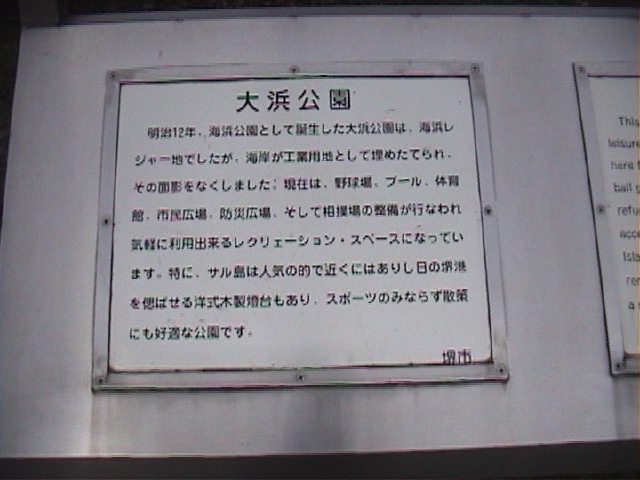 大浜公園
明治12年、海浜公園として誕生した大浜公園は、海浜レ
ジャー地でしたが、海岸が工業用地として埋めたてられ、
その面影をなくしました。現在は、野球場、プール、体育
館、市民広場、防災広場、そして相撲場の整備が行なわれ
気軽に利用出来るレクリェーション・スペースになってい
ます。特に、サル島は人気の的で近くにはありし日の堺港
を偲ばせる洋式木製燈台もあり、スポーツのみならず散策
にも好適な公園です。
堺市
This
leisure
here
ball
refu
acce
Isla
rem
a